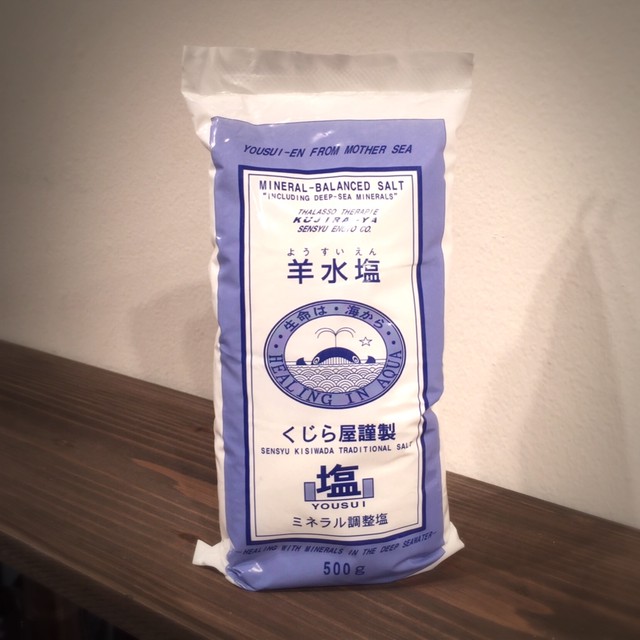 YOUSUI-EN FROM MOTHER SEA
MINERAL-BALANCED SALT
"INCLUDING DEEP-SEA MINERALS"
THALASSO THERAPIE
KUJIRA-YA
SENSYU ENGYO CO.
ようすいえん
羊水塩
・生命は・海から・
HEALING IN AQUA
くじら屋謹製
SENSYU KISIWADA TRADITIONAL SALT
塩
YOUSUI
ミネラル調整塩
HEALING WITH MINERALS IN THE DEEP SEAWATER
500g